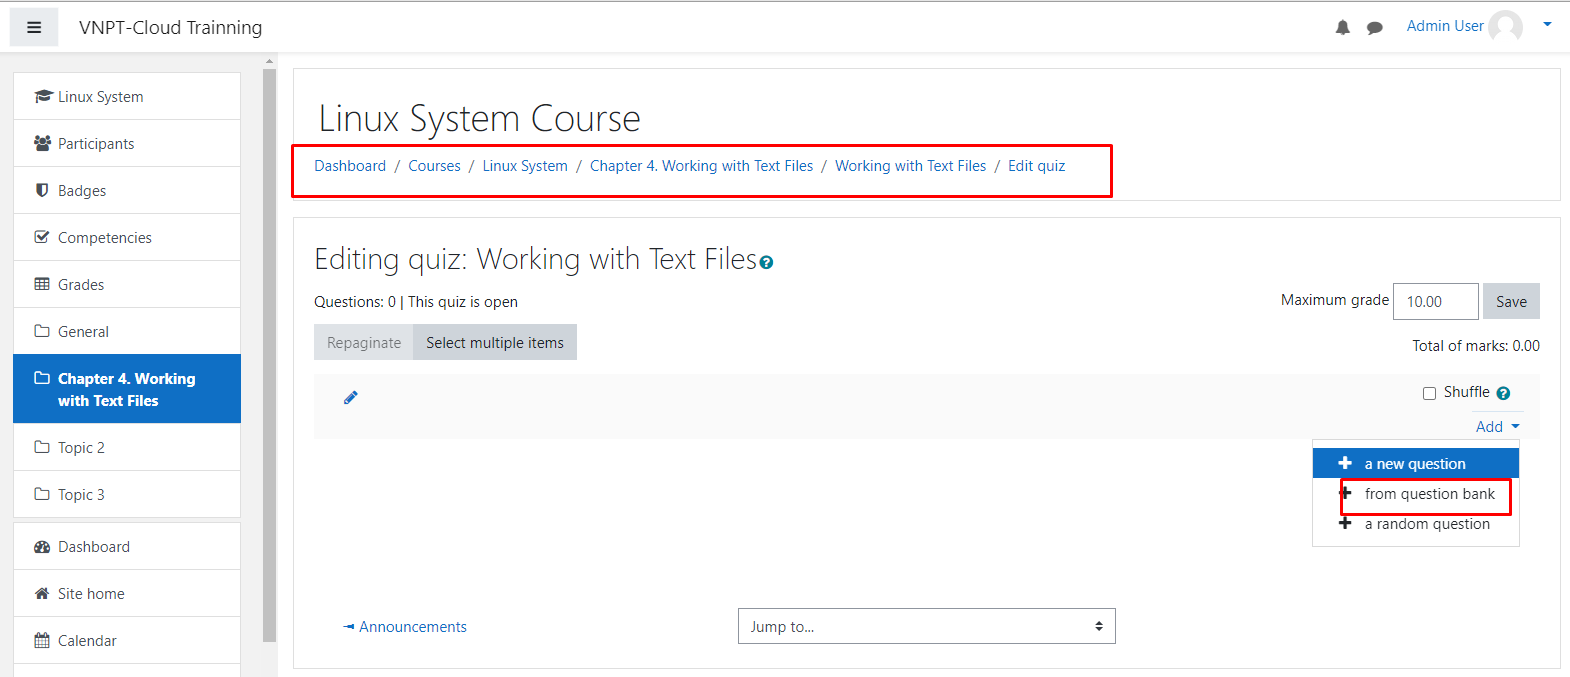 VNPT-Cloud Trainning
Admin User
Linux System
Participants
Badges
Competencies
Grades
General
Chapter 4. Working
with Text Files
Topic 2
Topic 3
Dashboard
Site home
Calendar
Linux System Course
Dashboard / Courses / Linux System / Chapter 4. Working with Text Files / Working with Text Files / Edit quiz
Editing quiz: Working with Text Files
Questions: 0 | This quiz is open
Maximum grade 10.00 Save
Repaginate Select multiple items
Total of marks: 0.00
Shuffle
Add
a new question
from question bank
a random question
Announcements
Jump to...